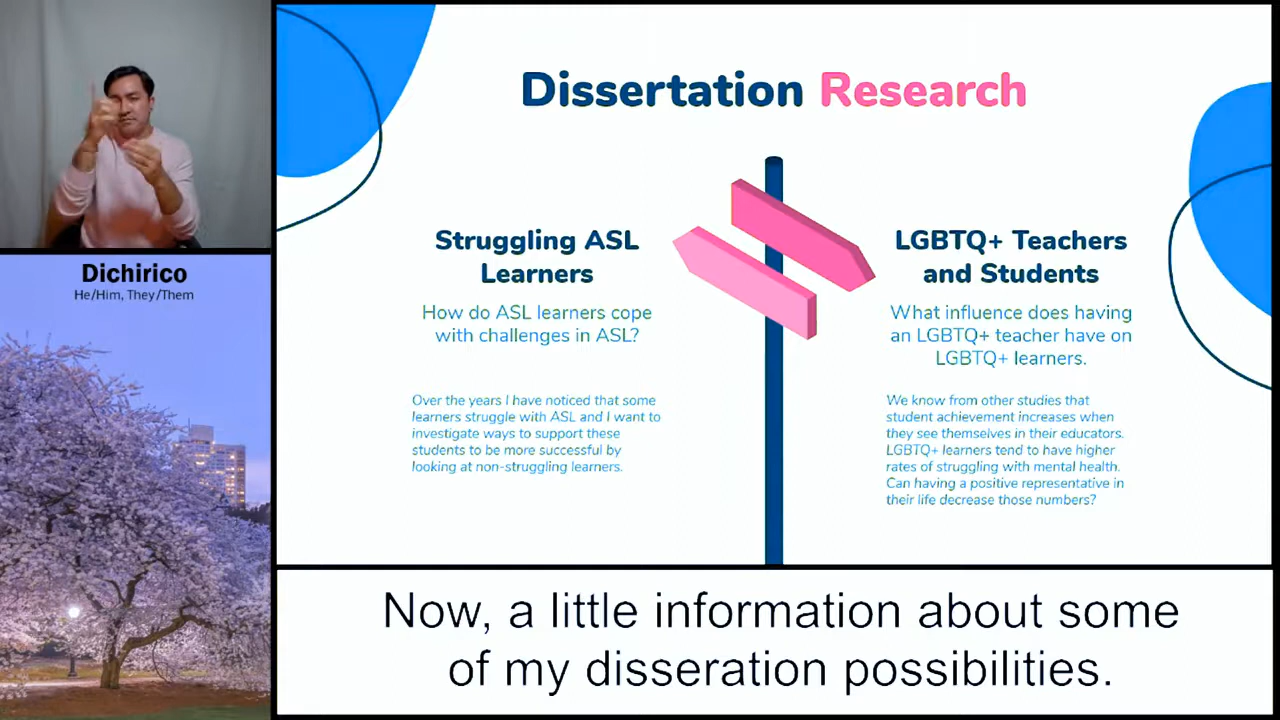 Dissertation Research
Dichirico
He/Him, They/Them
Struggling ASL
Learners
How do ASL learners cope
with challenges in ASL?
Over the years I have noticed that some
learners struggle with ASL and I want to
investigate ways to support these
students to be more successful by
looking at non-struggling learners.
LGBTQ+ Teachers
and Students
What influence does having
an LGBTQ+ teacher have on
LGBTQ+ learners.
We know from other studies that
student achievement increases when
they see themselves in their educators.
LGBTQ+ learners tend to have higher
rates of struggling with mental health.
Can having a positive representative in
their life decrease those numbers?
Now, a little information about some
of my disseration possibilities.